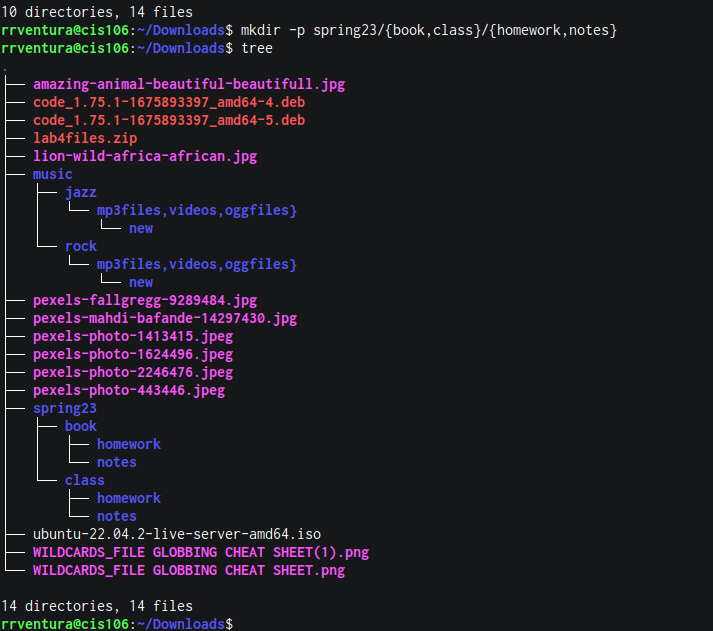 10 directories, 14 files
rrventura@cis106:~/Downloads$ mkdir -p spring23/{book,class}/{homework,notes}
rrventura@cis106:~/Downloads$ tree
.
├── amazing-animal-beautiful-beautifull.jpg
├── code_1.75.1-1675893397_amd64-4.deb
├── code_1.75.1-1675893397_amd64-5.deb
├── lab4files.zip
├── lion-wild-africa-african.jpg
├── music
│   ├── jazz
│   │   └── mp3files,videos,oggfiles}
│   │       └── new
│   └── rock
│       └── mp3files,videos,oggfiles}
│           └── new
├── pexels-fallgregg-9289484.jpg
├── pexels-mahdi-bafande-14297430.jpg
├── pexels-photo-1413415.jpeg
├── pexels-photo-1624496.jpeg
├── pexels-photo-2246476.jpeg
├── pexels-photo-443446.jpeg
├── spring23
│   ├── book
│   │   ├── homework
│   │   └── notes
│   └── class
│       ├── homework
│       └── notes
├── ubuntu-22.04.2-live-server-amd64.iso
├── WILDCARDS_FILE GLOBBING CHEAT SHEET(1).png
└── WILDCARDS_FILE GLOBBING CHEAT SHEET.png
14 directories, 14 files
rrventura@cis106:~/Downloads$